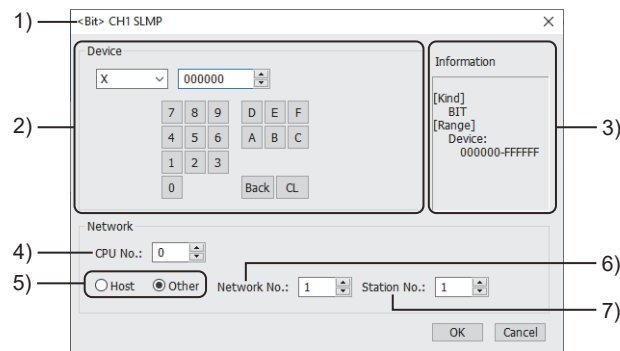 1) <Bit> CH1 SLMP
Device
Information
X 000000
[Kind]
BIT
7 8 9 D E F
[Range]
2) 4 5 6 A B C 3)
Device:
000000-FFFFFF
1 2 3
0 Back CL
Network
4) CPU No.: 0 6)
5) Host Other Network No.: 1 Station No.: 1
7)
OK Cancel